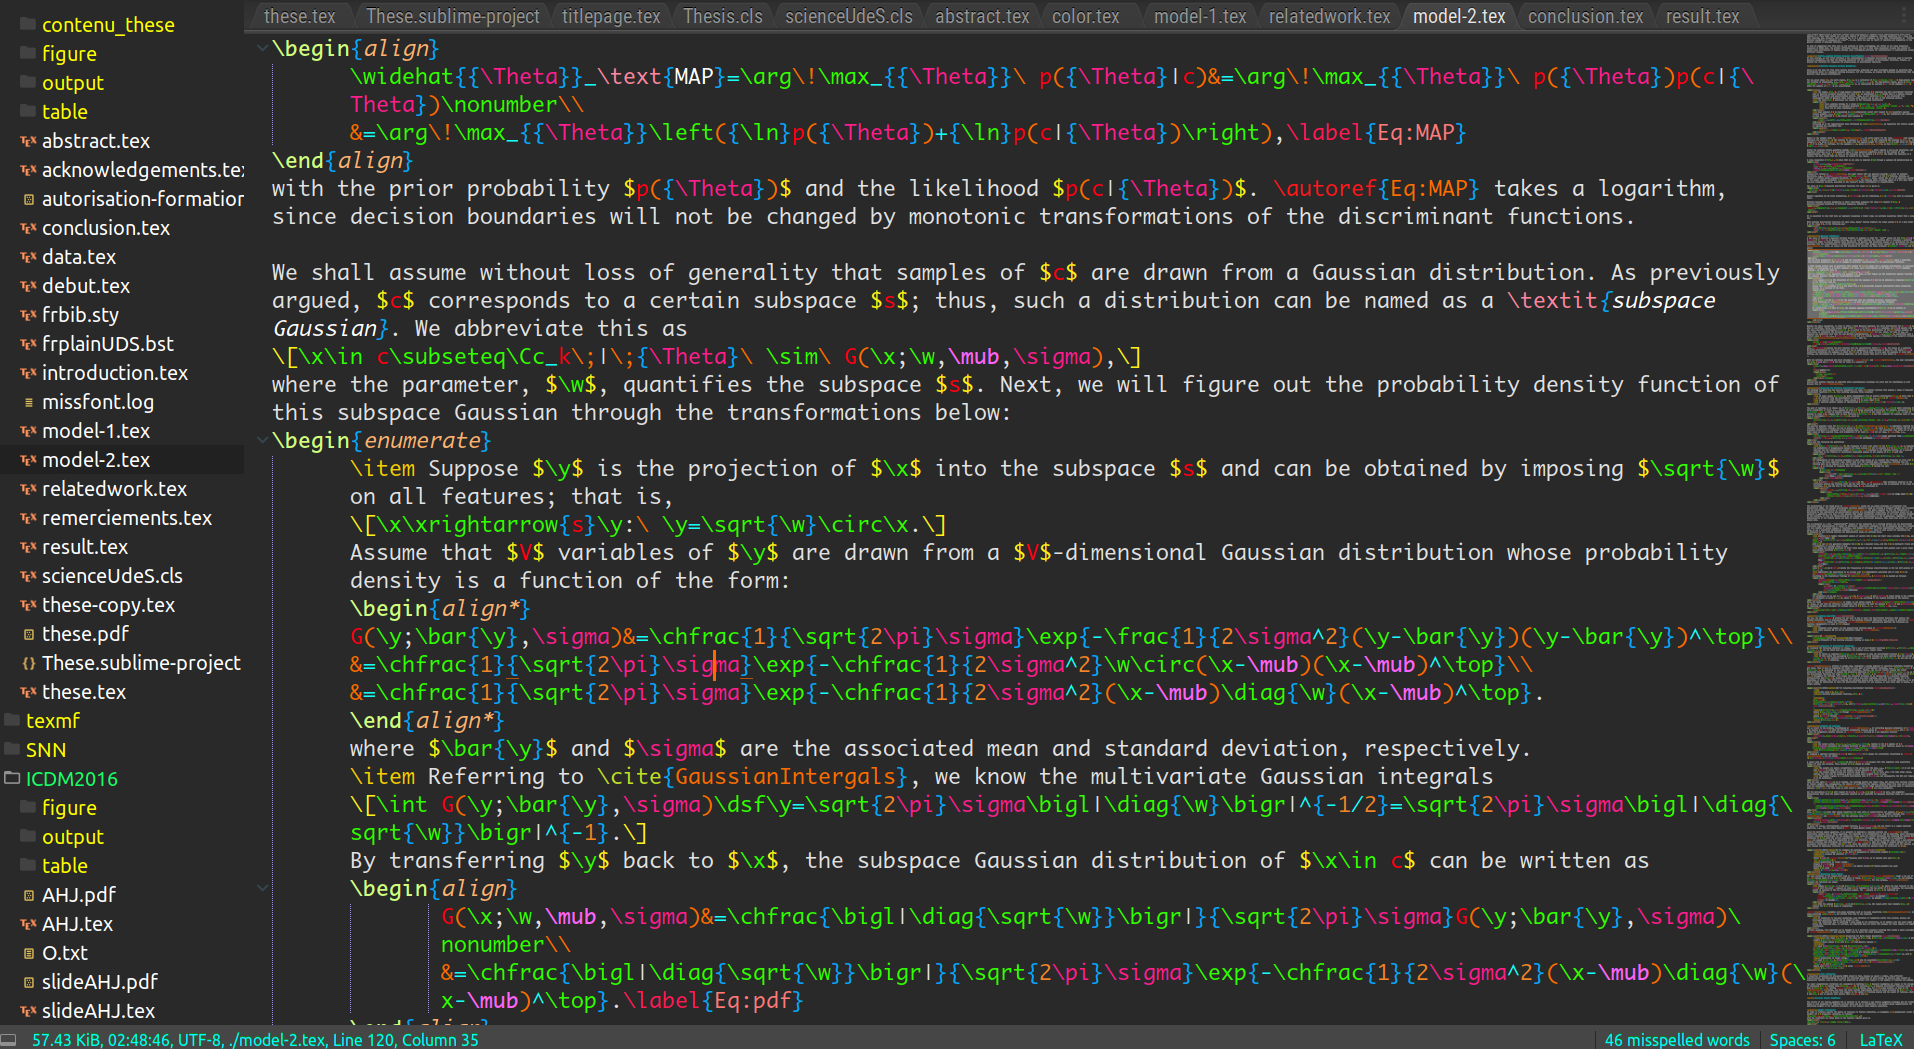 contenu_these
figure
output
table
abstract.tex
acknowledgements.tex
autorisation-formation
conclusion.tex
data.tex
debut.tex
frbib.sty
frplainUDS.bst
introduction.tex
missfont.log
model-1.tex
model-2.tex
relatedwork.tex
remerciements.tex
result.tex
scienceUdeS.cls
these-copy.tex
these.pdf
These.sublime-project
these.tex
texmf
SNN
ICDM2016
figure
output
table
AHJ.pdf
AHJ.tex
O.txt
slideAHJ.pdf
slideAHJ.tex
these.tex These.sublime-project titlepage.tex Thesis.cls scienceUdeS.cls abstract.tex color.tex model-1.tex relatedwork.tex model-2.tex conclusion.tex result.tex
\begin{align}
\widehat{{\Theta}}_\text{MAP}=\arg\!\max_{{\Theta}}\ p({\Theta}|c)&=\arg\!\max_{{\Theta}}\ p({\Theta})p(c|{\
Theta})\nonumber\\
&=\arg\!\max_{{\Theta}}\left({\ln}p({\Theta})+{\ln}p(c|{\Theta})\right),\label{Eq:MAP}
\end{align}
with the prior probability $p({\Theta})$ and the likelihood $p(c|{\Theta})$. \autoref{Eq:MAP} takes a logarithm,
since decision boundaries will not be changed by monotonic transformations of the discriminant functions.
We shall assume without loss of generality that samples of $c$ are drawn from a Gaussian distribution. As previously
argued, $c$ corresponds to a certain subspace $s$; thus, such a distribution can be named as a \textit{subspace
Gaussian}. We abbreviate this as
\[\x\in c\subseteq\Cc_k\;|\;{\Theta}\ \sim\ G(\x;\w,\mub,\sigma),\]
where the parameter, $\w$, quantifies the subspace $s$. Next, we will figure out the probability density function of
this subspace Gaussian through the transformations below:
\begin{enumerate}
\item Suppose $\y$ is the projection of $\x$ into the subspace $s$ and can be obtained by imposing $\sqrt{\w}$
on all features; that is,
\[\x\xrightarrow{s}\y:\ \y=\sqrt{\w}\circ\x.\]
Assume that $V$ variables of $\y$ are drawn from a $V$-dimensional Gaussian distribution whose probability
density is a function of the form:
\begin{align*}
G(\y;\bar{\y},\sigma)&=\chfrac{1}{\sqrt{2\pi}\sigma}\exp{-\frac{1}{2\sigma^2}(\y-\bar{\y})(\y-\bar{\y})^\top}\\
&=\chfrac{1}{\sqrt{2\pi}\sigma}\exp{-\chfrac{1}{2\sigma^2}\w\circ(\x-\mub)(\x-\mub)^\top}\\
&=\chfrac{1}{\sqrt{2\pi}\sigma}\exp{-\chfrac{1}{2\sigma^2}(\x-\mub)\diag{\w}(\x-\mub)^\top}.
\end{align*}
where $\bar{\y}$ and $\sigma$ are the associated mean and standard deviation, respectively.
\item Referring to \cite{GaussianIntergals}, we know the multivariate Gaussian integrals
\[\int G(\y;\bar{\y},\sigma)\dsf\y=\sqrt{2\pi}\sigma\bigl|\diag{\w}\bigr|^{-1/2}=\sqrt{2\pi}\sigma\bigl|\diag{\
sqrt{\w}}\bigr|^{-1}.\]
By transferring $\y$ back to $\x$, the subspace Gaussian distribution of $\x\in c$ can be written as
\begin{align}
G(\x;\w,\mub,\sigma)&=\chfrac{\bigl|\diag{\sqrt{\w}}\bigr|}{\sqrt{2\pi}\sigma}G(\y;\bar{\y},\sigma)\
nonumber\\
&=\chfrac{\bigl|\diag{\sqrt{\w}}\bigr|}{\sqrt{2\pi}\sigma}\exp{-\chfrac{1}{2\sigma^2}(\x-\mub)\diag{\w}(\
x-\mub)^\top}.\label{Eq:pdf}
\end{align}
57.43 KiB, 02:48:46, UTF-8, ./model-2.tex, Line 120, Column 35
46 misspelled words Spaces: 6 LaTeX